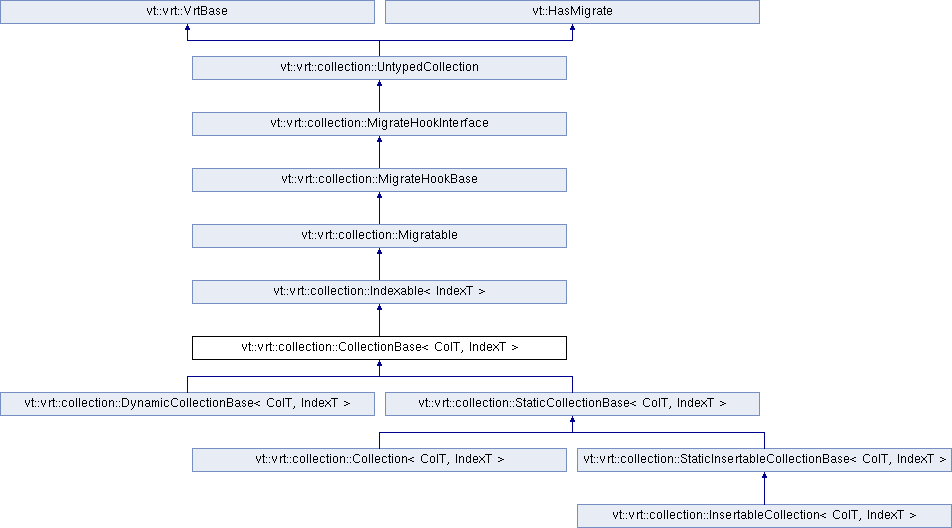 vt::vrt::VrtBase
vt::HasMigrate
vt::vrt::collection::UntypedCollection
vt::vrt::collection::MigrateHookInterface
vt::vrt::collection::MigrateHookBase
vt::vrt::collection::Migratable
vt::vrt::collection::Indexable< IndexT >
vt::vrt::collection::CollectionBase< ColT, IndexT >
vt::vrt::collection::DynamicCollectionBase< ColT, IndexT >
vt::vrt::collection::StaticCollectionBase< ColT, IndexT >
vt::vrt::collection::Collection< ColT, IndexT >
vt::vrt::collection::StaticInsertableCollectionBase< ColT, IndexT >
vt::vrt::collection::InsertableCollection< ColT, IndexT >